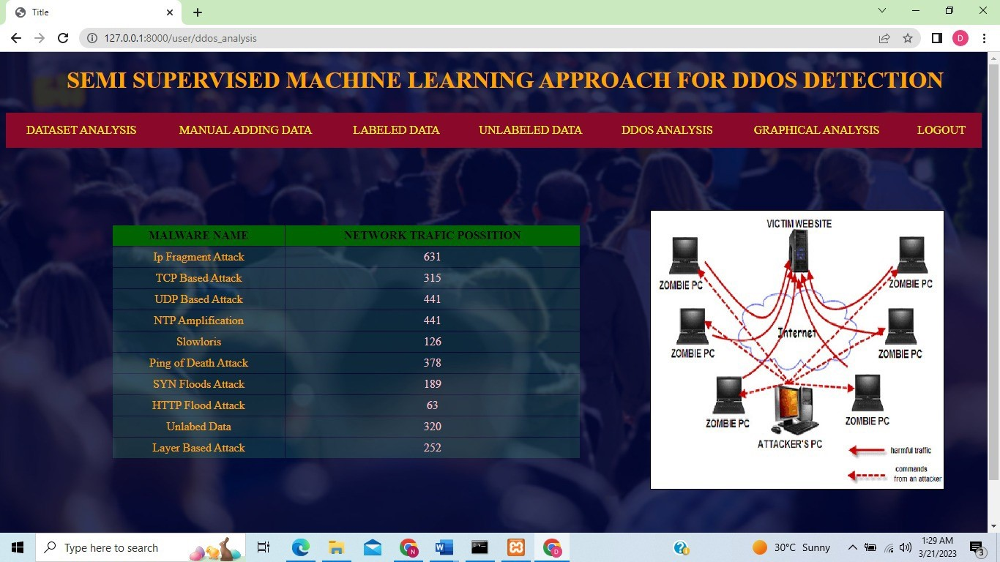 Title
127.0.0.1:8000/user/ddos_analysis
D
SEMI SUPERVISED MACHINE LEARNING APPROACH FOR DDOS DETECTION
DATASET ANALYSIS MANUAL ADDING DATA LABELED DATA UNLABELED DATA DDOS ANALYSIS GRAPHICAL ANALYSIS LOGOUT
MALWARE NAME NETWORK TRAFIC POSSITION
Ip Fragment Attack 631
TCP Based Attack 315
UDP Based Attack 441
NTP Amplification 441
Slowloris 126
Ping of Death Attack 378
SYN Floods Attack 189
HTTP Flood Attack 63
Unlabed Data 320
Layer Based Attack 252
VICTIM WEBSITE
ZOMBIE PC ZOMBIE PC
Internet
ZOMBIE PC ZOMBIE PC
ZOMBIE PC ZOMBIE PC
ATTACKER'S PC
harmful traffic
commands
from an attacker
Type here to search
N
W
D
30°C Sunny
1:29 AM
3/21/2023
3